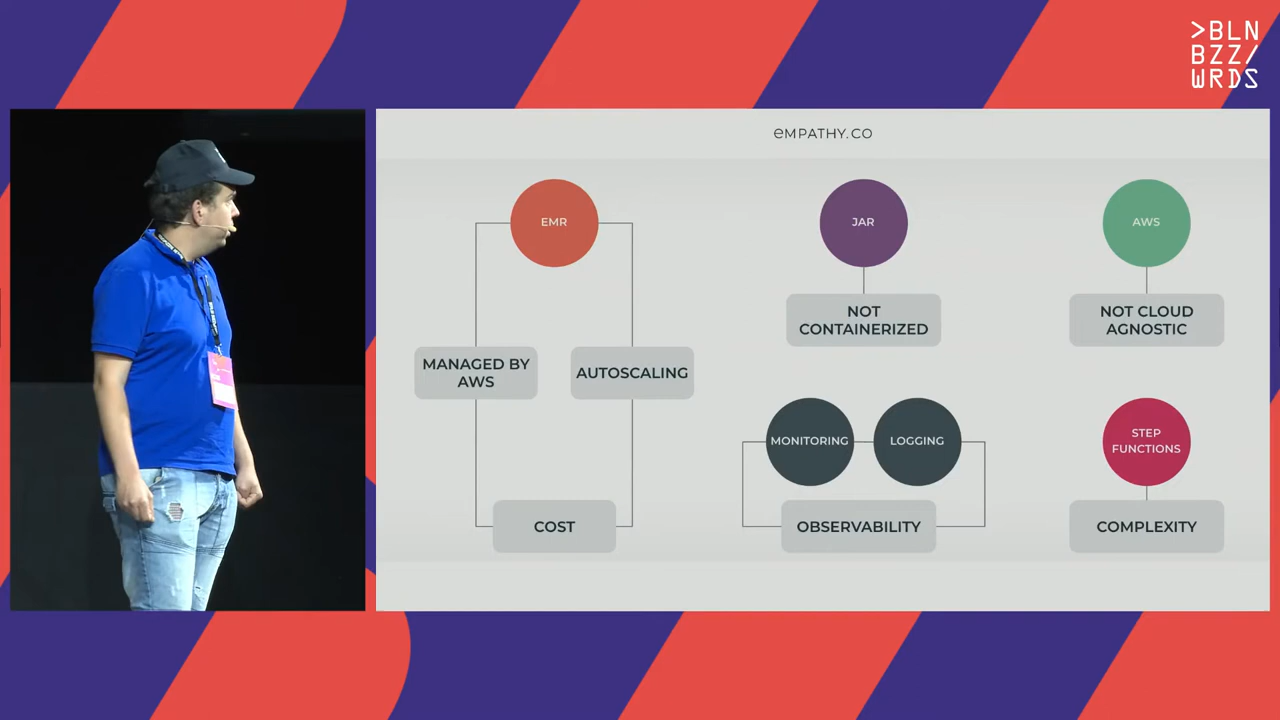 >BLN
BZZ/
WRDS
eMPATHY.CO
EMR
JAR
AWS
NOT
CONTAINERIZED
NOT CLOUD
AGNOSTIC
MANAGED BY
AWS
AUTOSCALING
MONITORING
LOGGING
STEP
FUNCTIONS
COST
OBSERVABILITY
COMPLEXITY